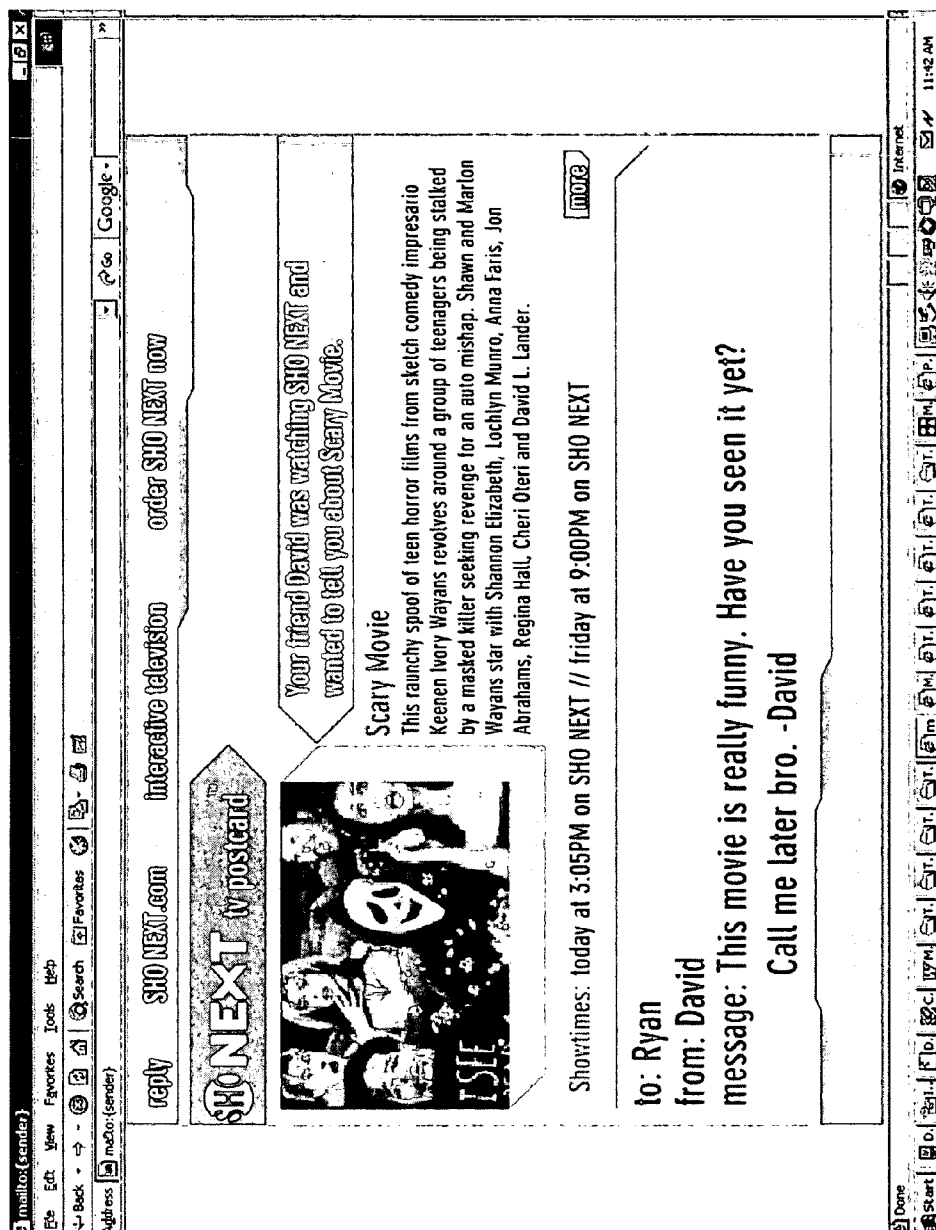 mailto:{sender}
File Edit View Favorites Tools Help
Back Search Favorites
Address mailto:{sender} Go Google
reply SHO NEXT.com interactive television order SHO NEXT now
SHO NEXT tv postcard
Your friend David was watching SHO NEXT and
wanted to tell you about Scary Movie.
Scary Movie
This raunchy spoof of teen horror films from sketch comedy impresario
Keenen Ivory Wayans revolves around a group of teenagers being stalked
by a masked killer seeking revenge for an auto mishap. Shawn and Marlon
Wayans star with Shannon Elizabeth, Lochlyn Munro, Anna Faris, Jon
Abrahams, Regina Hall, Cheri Oteri and David L. Lander.
Showtimes: today at 3:05PM on SHO NEXT // friday at 9:00PM on SHO NEXT
more
to: Ryan
from: David
message: This movie is really funny. Have you seen it yet?
Call me later bro. -David
Done Internet
Start 11:42 AM